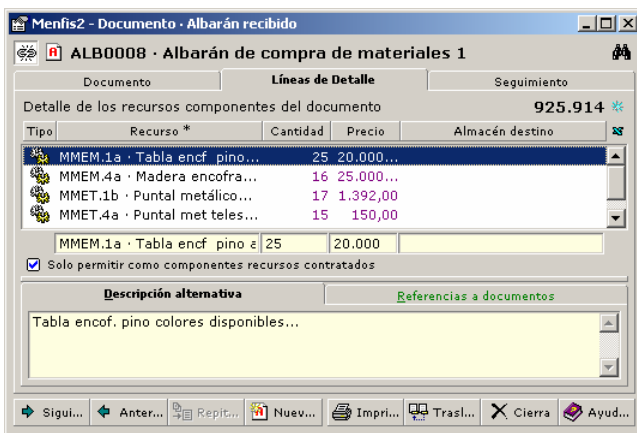 Menfis2 - Documento · Albarán recibido
ALB0008 · Albarán de compra de materiales 1
Documento Líneas de Detalle Seguimiento
Detalle de los recursos componentes del documento 925.914
Tipo Recurso * Cantidad Precio Almacén destino
MMEM.1a · Tabla encf pino... 25 20.000...
MMEM.4a · Madera encofra... 16 25.000...
MMET.1b · Puntal metálico... 17 1.392,00
MMET.4a · Puntal met teles... 15 150,00
MMEM.1a · Tabla encf pino a 25 20.000
Solo permitir como componentes recursos contratados
Descripción alternativa Referencias a documentos
Tabla encof. pino colores disponibles...
Sigui... Anter... Repit... Nuev... Impri... Trasl... Cierra Ayud...